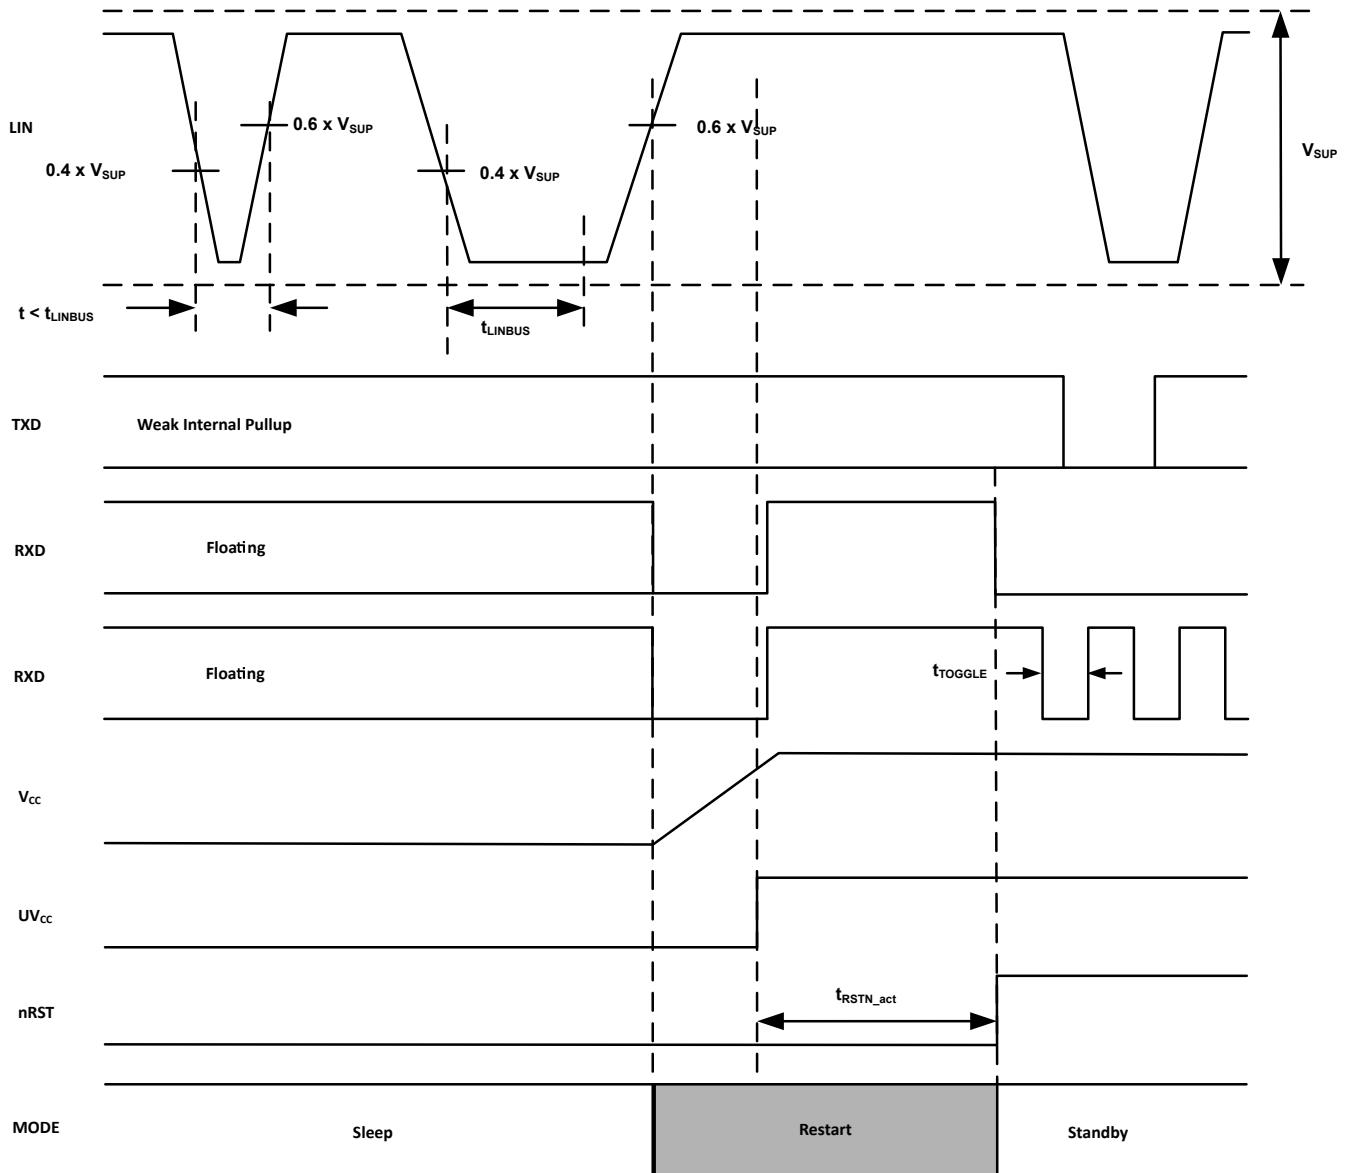 LIN
0.6 x VSUP
0.6 x VSUP
VSUP
0.4 x VSUP
0.4 x VSUP
t < tLINBUS
tLINBUS
TXD
Weak Internal Pullup
RXD
Floating
RXD
Floating
tTOGGLE
VCC
UVCC
nRST
tRSTN_act
MODE
Sleep
Restart
Standby